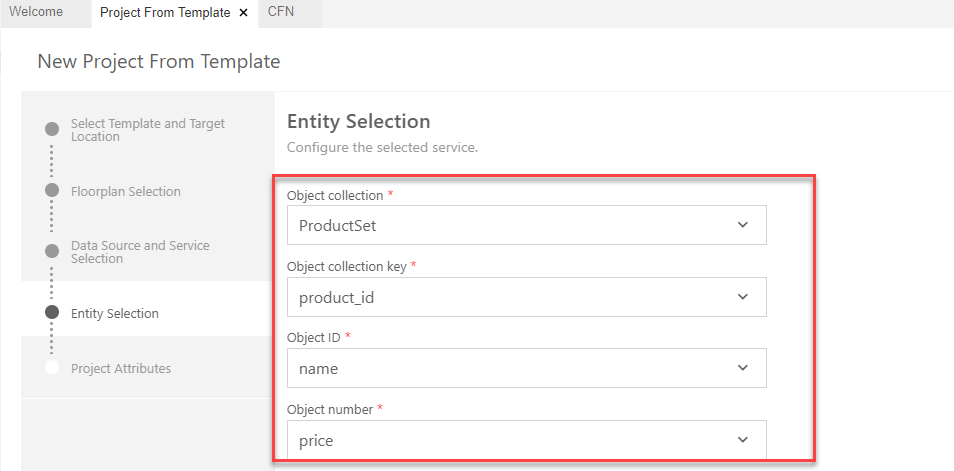 Welcome
Project From Template ×
CFN
New Project From Template
Select Template and Target
Location
Floorplan Selection
Data Source and Service
Selection
Entity Selection
Project Attributes
Entity Selection
Configure the selected service.
Object collection *
ProductSet
Object collection key *
product_id
Object ID *
name
Object number *
price